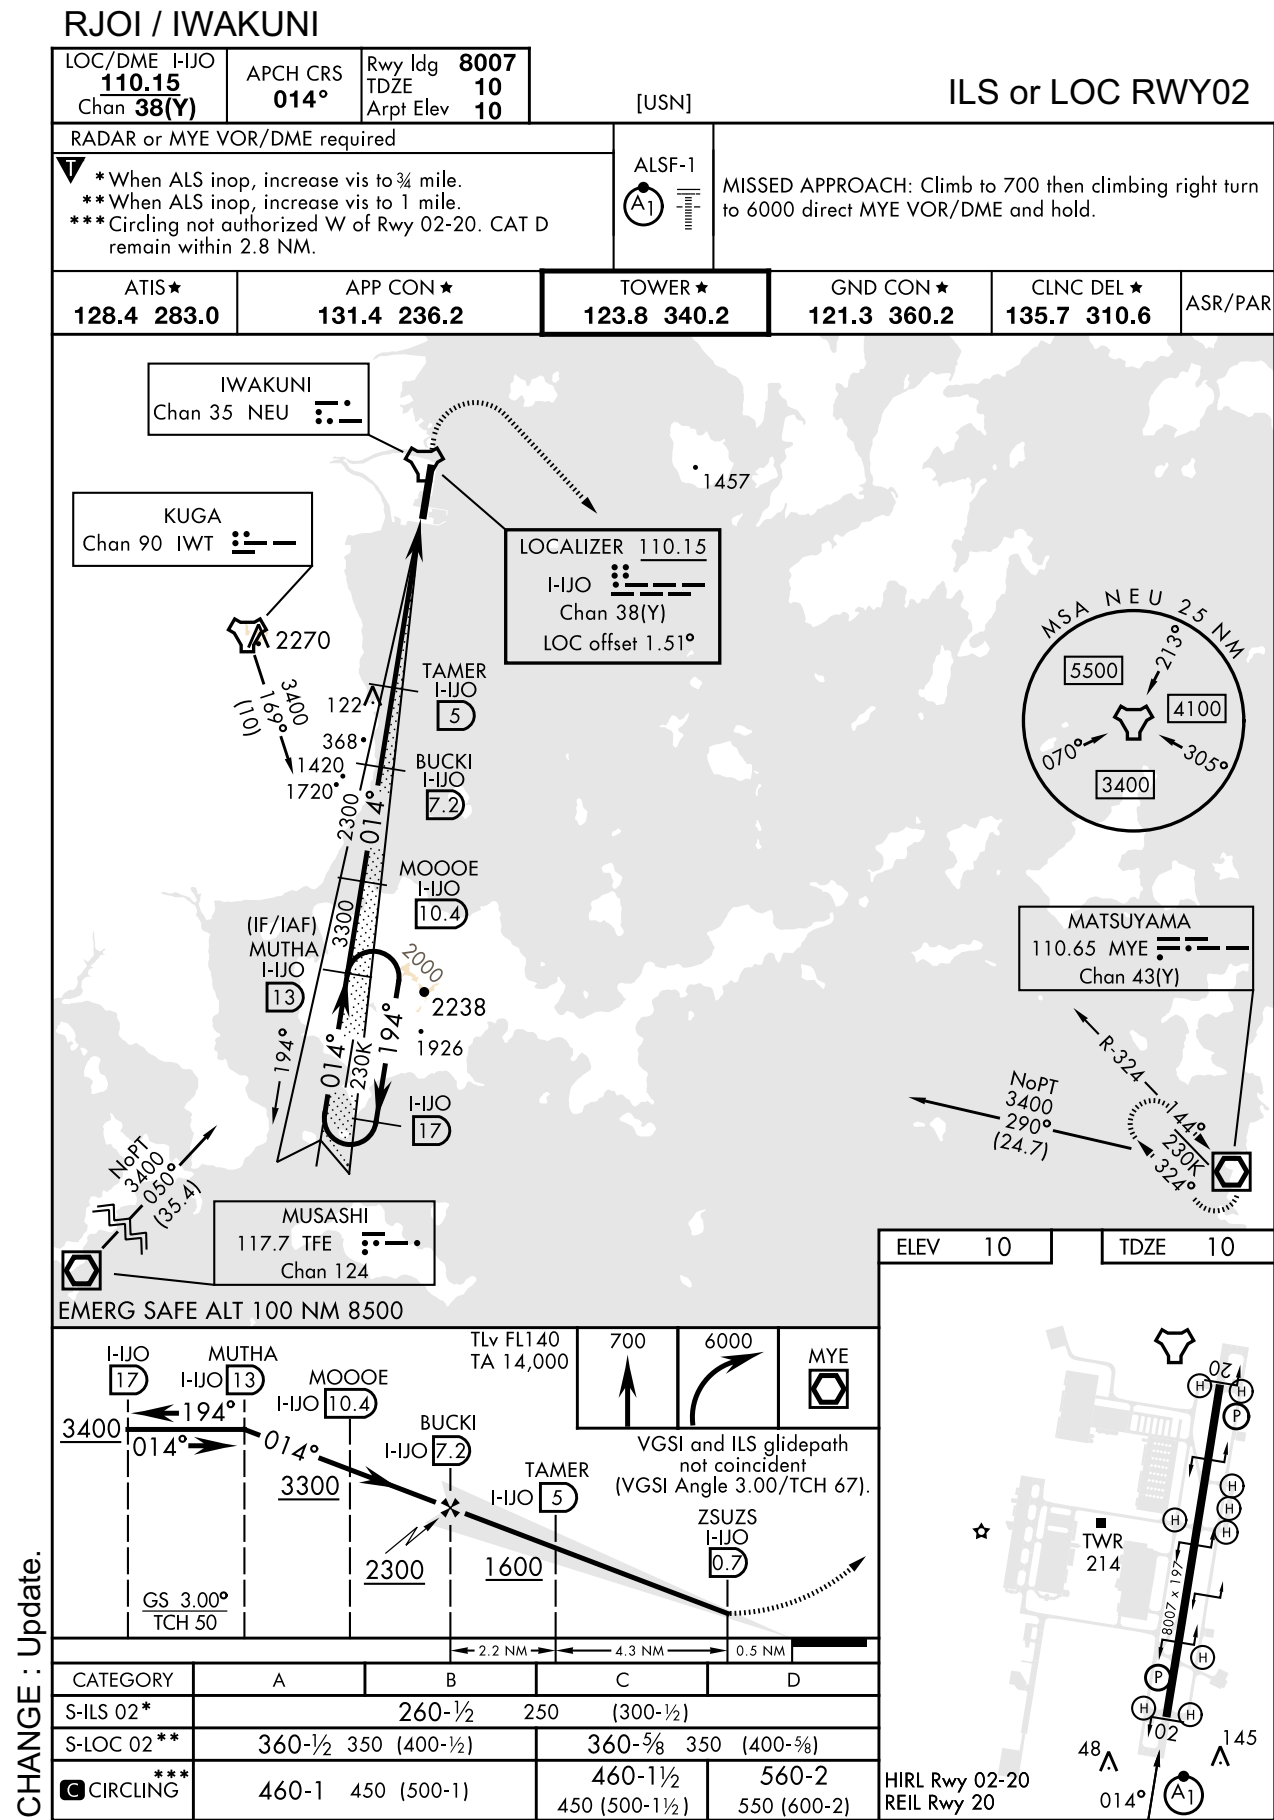 RJOI / IWAKUNI
LOC/DME I-IJO
110.15
Chan 38(Y)
APCH CRS
014°
Rwy ldg 8007
TDZE 10
Arpt Elev 10
[USN]
ILS or LOC RWY02
RADAR or MYE VOR/DME required
T
*When ALS inop, increase vis to ¾ mile.
**When ALS inop, increase vis to 1 mile.
***Circling not authorized W of Rwy 02-20. CAT D
remain within 2.8 NM.
ALSF-1
A1
MISSED APPROACH: Climb to 700 then climbing right turn
to 6000 direct MYE VOR/DME and hold.
ATIS★
128.4 283.0
APP CON★
131.4 236.2
TOWER★
123.8 340.2
GND CON★
121.3 360.2
CLNC DEL★
135.7 310.6
ASR/PAR
IWAKUNI
Chan 35 NEU
1457
KUGA
Chan 90 IWT
LOCALIZER 110.15
I-IJO
Chan 38(Y)
LOC offset 1.51°
2270
3400
169°
(10)
TAMER
I-IJO
5
122
368
1420
1720
BUCKI
I-IJO
7.2
2300
014°
MSA NEU 25 NM
213°
5500
4100
070°
305°
3400
MOOOE
I-IJO
10.4
3300
(IF/IAF)
MUTHA
I-IJO
13
2000
2238
1926
194°
014°
230K
194°
I-IJO
17
MATSUYAMA
110.65 MYE
Chan 43(Y)
R-324
NoPT
3400
290°
(24.7)
144°
230K
324°
NoPT
3400
050°
(35.4)
MUSASHI
117.7 TFE
Chan 124
EMERG SAFE ALT 100 NM 8500
ELEV 10
TDZE 10
TLv FL140
TA 14,000
700
6000
MYE
I-IJO
17
MUTHA
I-IJO 13
MOOOE
I-IJO 10.4
BUCKI
I-IJO 7.2
TAMER
I-IJO 5
ZSUZS
I-IJO
0.7
3400
194°
014°
014°
3300
2300
1600
VGSI and ILS glidepath
not coincident
(VGSI Angle 3.00/TCH 67).
GS 3.00°
TCH 50
2.2 NM
4.3 NM
0.5 NM
CATEGORY A B C D
S-ILS 02* 260-½ 250 (300-½)
S-LOC 02** 360-½ 350 (400-½) 360-⅝ 350 (400-⅝)
C CIRCLING*** 460-1 450 (500-1)
460-1½
450 (500-1½)
560-2
550 (600-2)
20
H
H
P
H
H
H
H
TWR
214
8007 x 197
H
P
H
H
02
48
145
014°
A1
HIRL Rwy 02-20
REIL Rwy 20
CHANGE : Update.